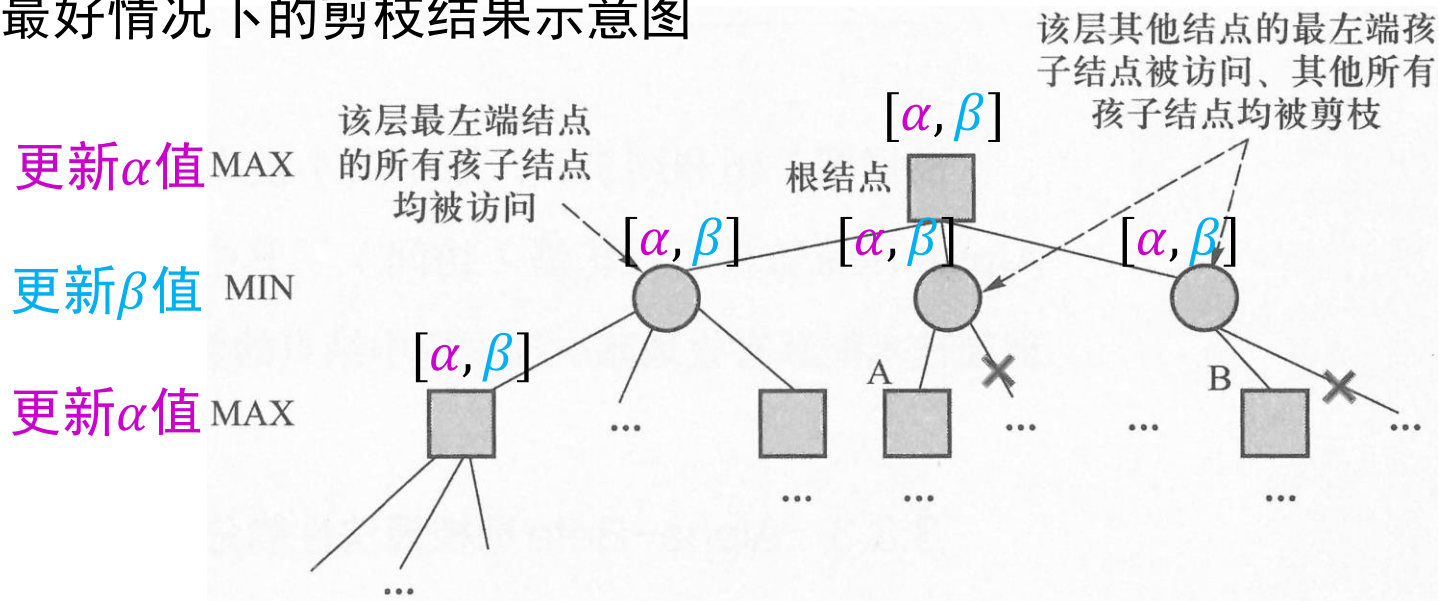 最好情况下的剪枝结果示意图
该层其他结点的最左端孩
子结点被访问、其他所有
孩子结点均被剪枝
该层最左端结点
的所有孩子结点
均被访问
[α, β]
更新α值 MAX
根结点
[α, β] [α, β] [α, β]
更新β值 MIN
[α, β]
A
B
更新α值 MAX
... ... ... ...
... ... ...
...